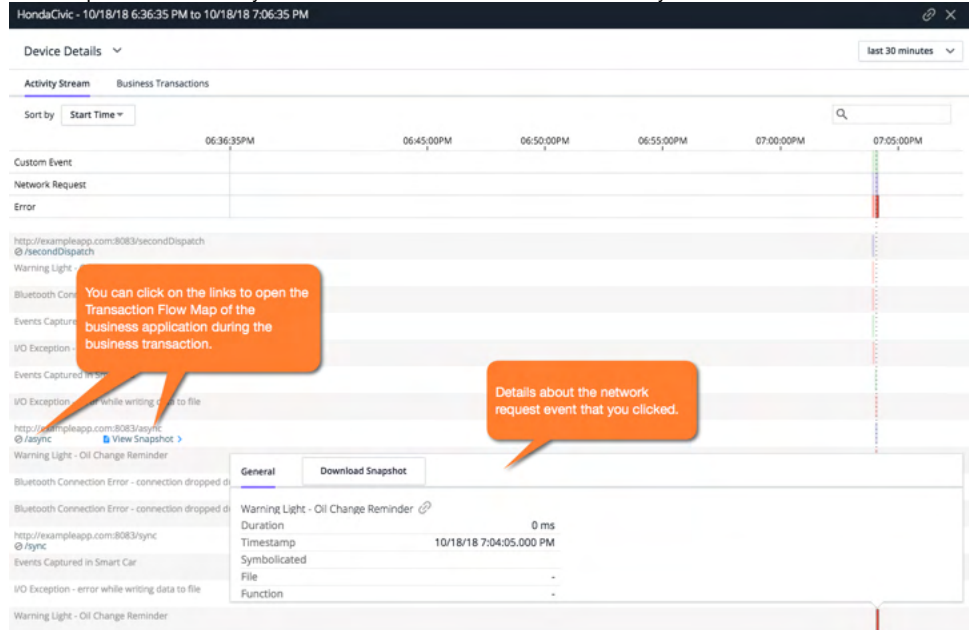 HondaCivic - 10/18/18 6:36:35 PM to 10/18/18 7:06:35 PM
Device Details
last 30 minutes
Activity Stream Business Transactions
Sort by Start Time
06:36:35PM 06:45:00PM 06:50:00PM 06:55:00PM 07:00:00PM 07:05:00PM
Custom Event
Network Request
Error
http://exampleapp.com:8083/secondDispatch
/secondDispatch
Warning Light -
Bluetooth Conn
You can click on the links to open the
Transaction Flow Map of the
business application during the
business transaction.
Events Capture
I/O Exception -
Events Captured in Sm
I/O Exception - error while writing data to file
Details about the network
request event that you clicked.
http://exampleapp.com:8083/async
/async View Snapshot >
Warning Light - Oil Change Reminder
Bluetooth Connection Error - connection dropped d
Bluetooth Connection Error - connection dropped d
http://exampleapp.com:8083/sync
/sync
Events Captured in Smart Car
I/O Exception - error while writing data to file
Warning Light - Oil Change Reminder
General Download Snapshot
Warning Light - Oil Change Reminder
Duration 0 ms
Timestamp 10/18/18 7:04:05.000 PM
Symbolicated
File -
Function -